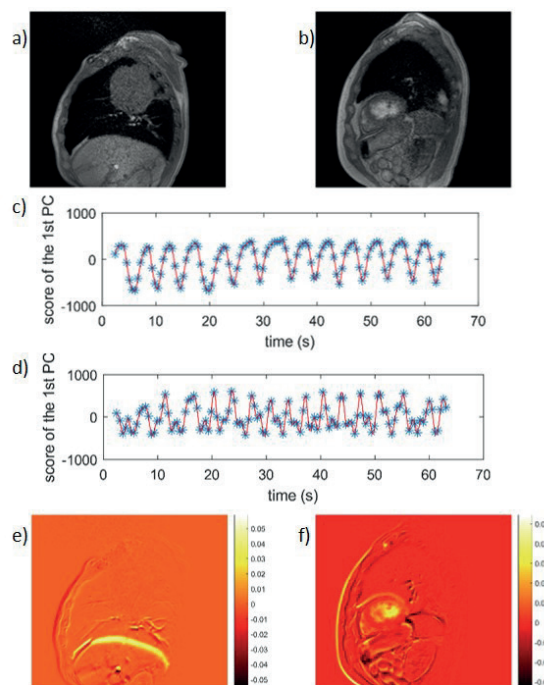 a)
b)
c)
1000
0
-1000
score of the 1st PC
0 10 20 30 40 50 60 70
time (s)
d)
1000
0
-1000
score of the 1st PC
0 10 20 30 40 50 60 70
time (s)
e)
0.05
0.04
0.03
0.02
0.01
0
-0.01
-0.02
-0.03
-0.04
-0.05
f)